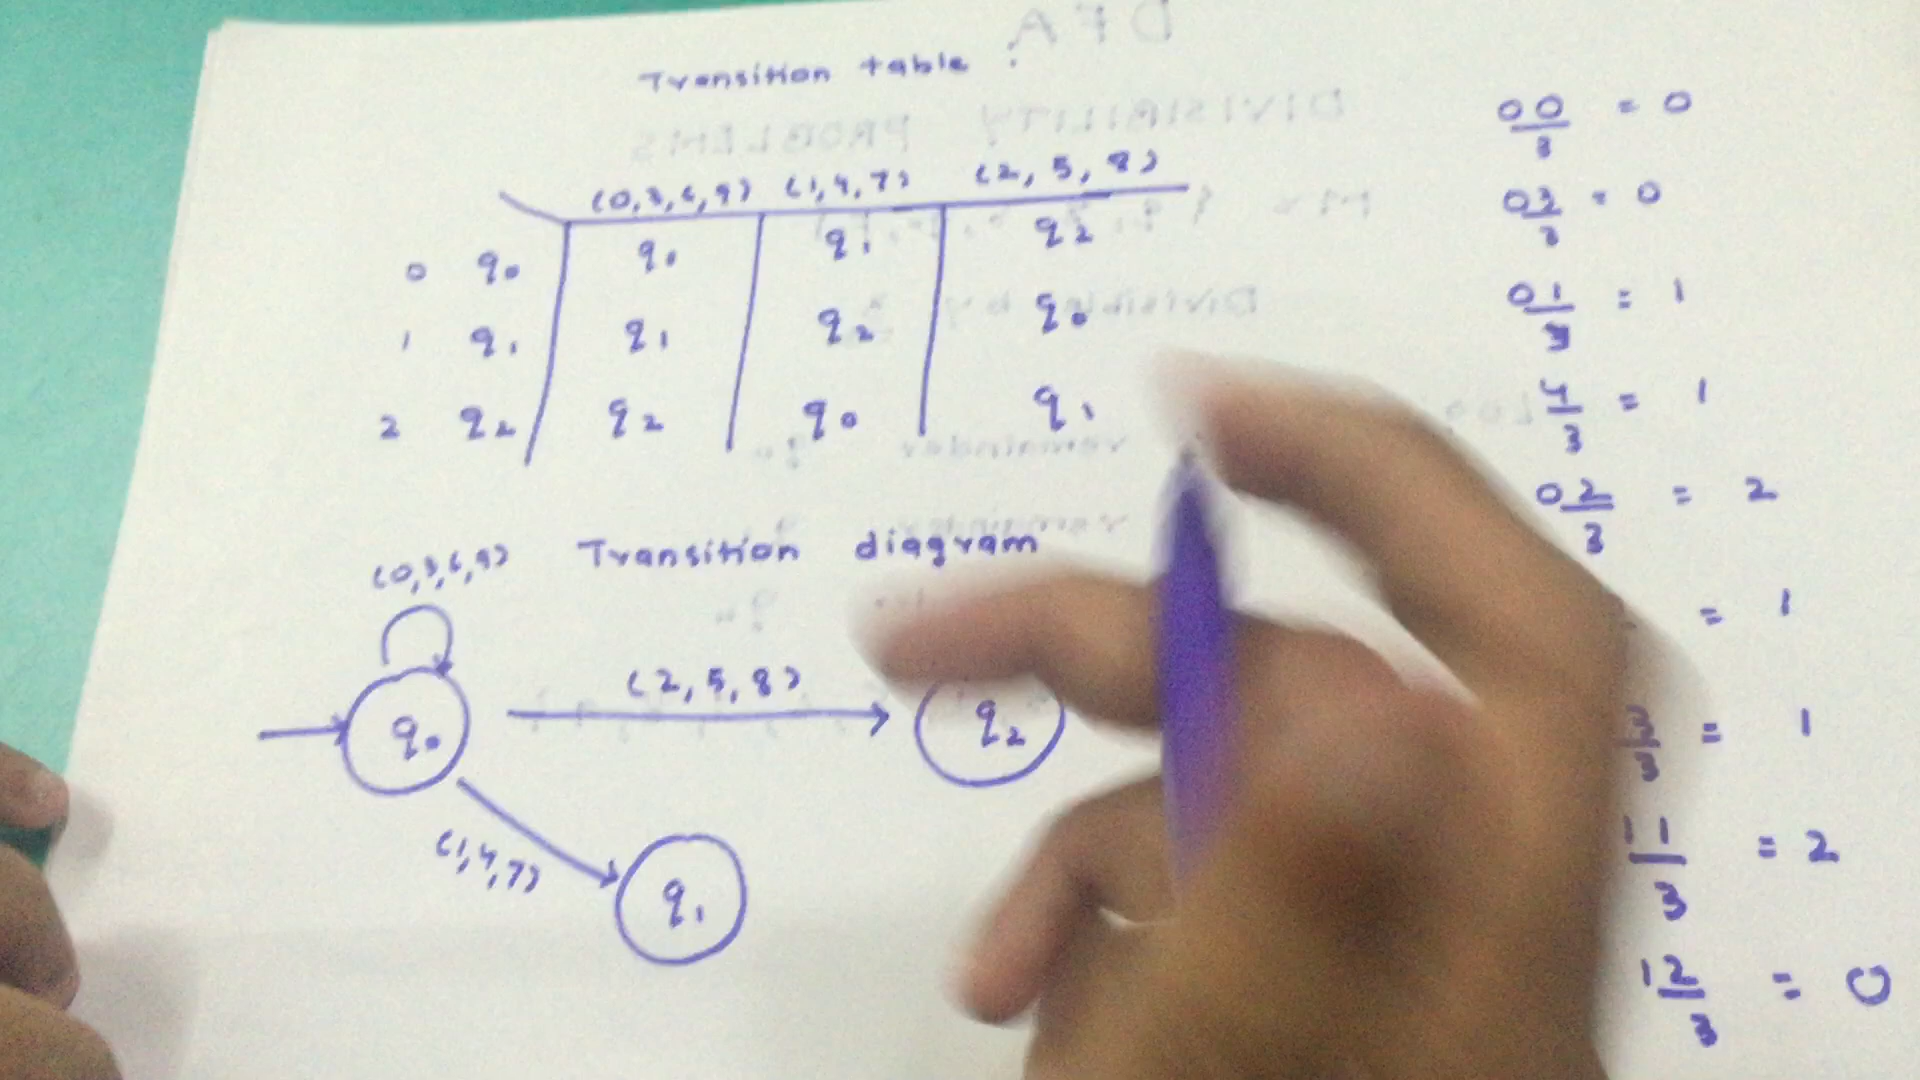 Transition table :
(0,3,6,9) (1,4,7) (2,5,8)
0 q0 q0 q1 q2
1 q1 q1 q2 q0
2 q2 q2 q0 q1
Transition diagram
(0,3,6,9)
(2,5,8)
q0
q2
(1,4,7)
q1
00/3 = 0
03/3 = 0
01/3 = 1
4/3 = 1
02/3 = 2
= 1
3/3 = 1
11/3 = 2
12/3 = 0